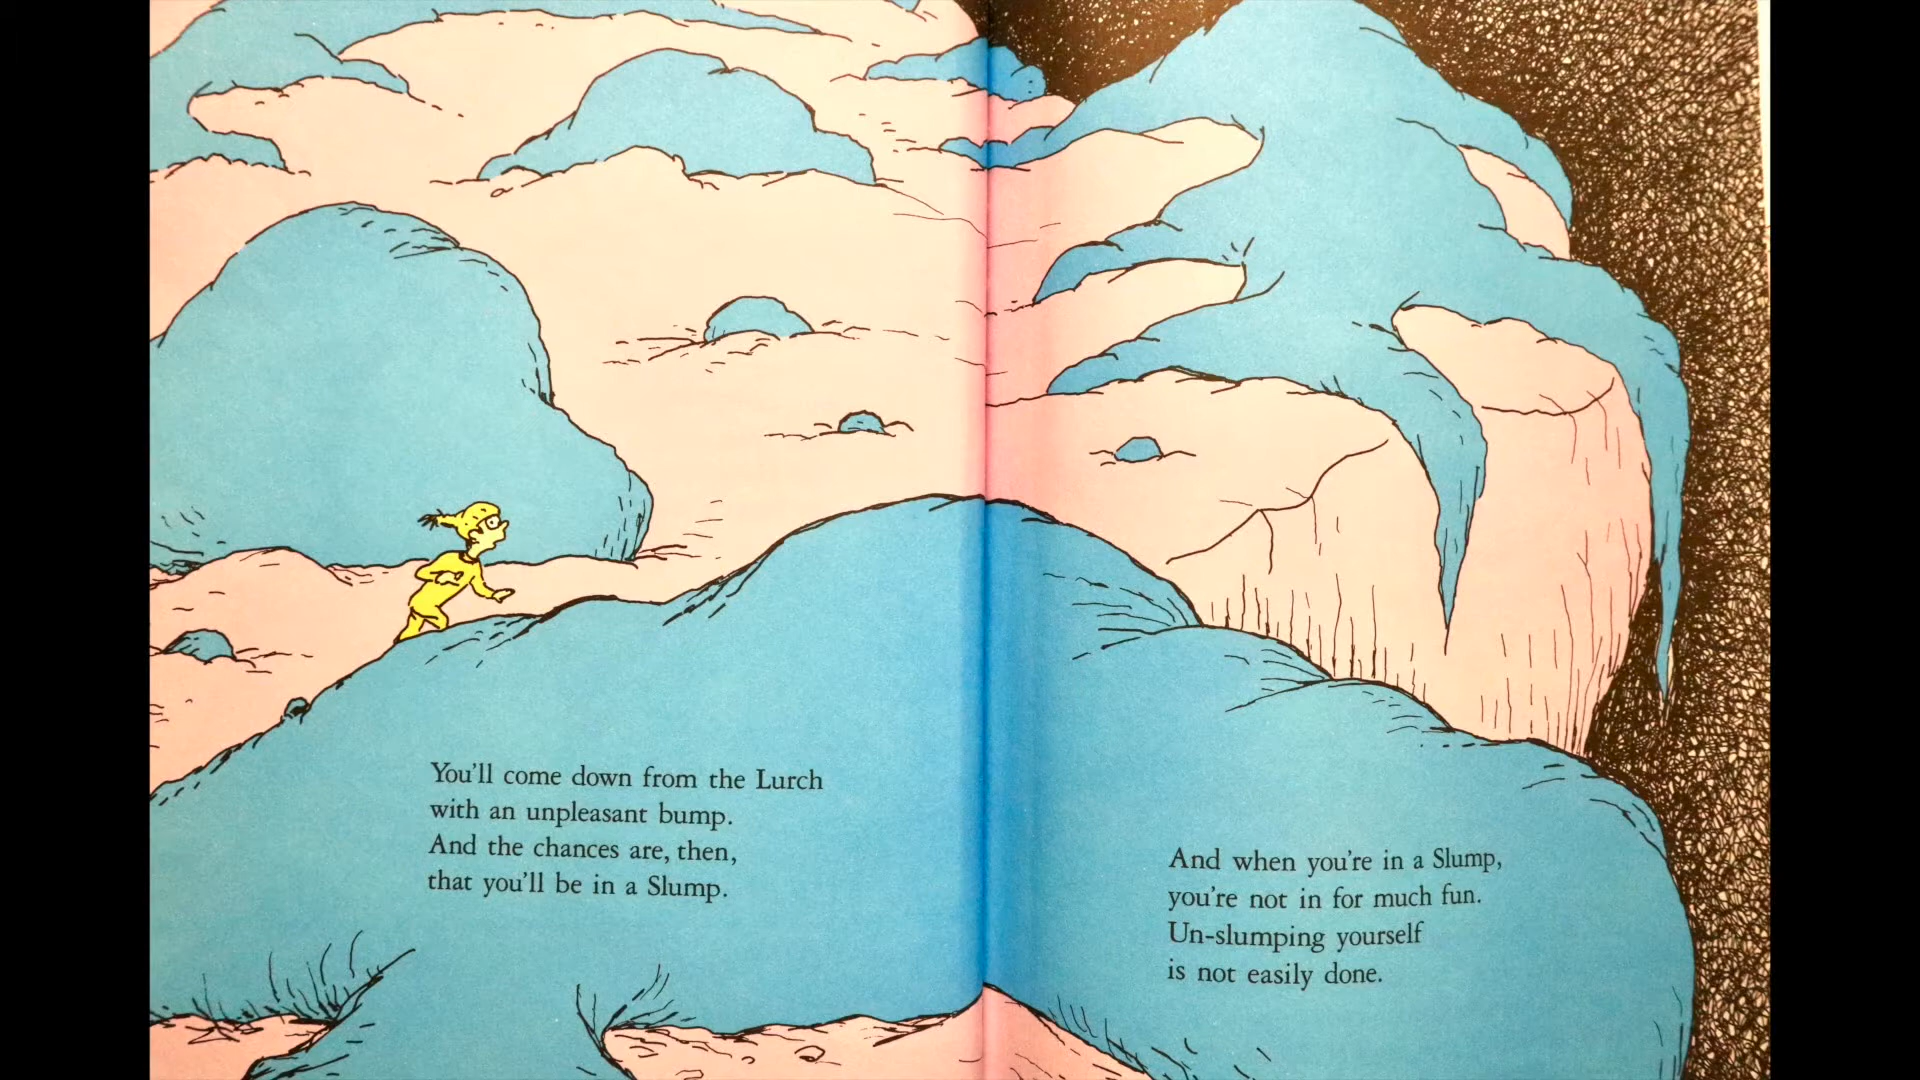 You'll come down from the Lurch
with an unpleasant bump.
And the chances are, then,
that you'll be in a Slump.
And when you're in a Slump,
you're not in for much fun.
Un-slumping yourself
is not easily done.